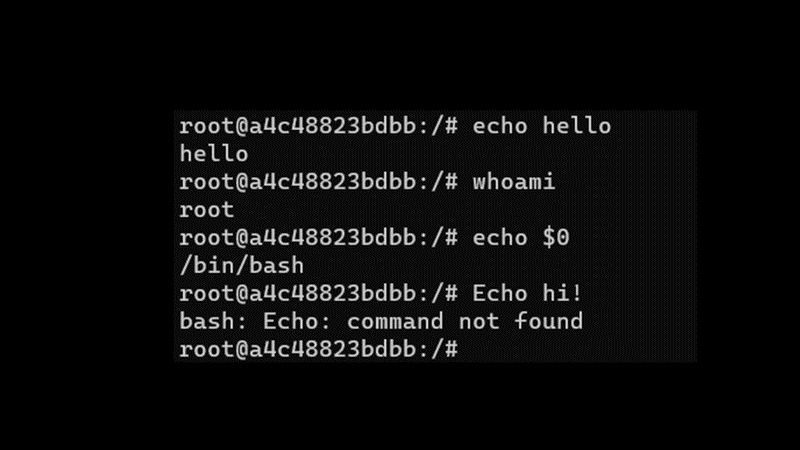 root@a4c48823bdbb:/# echo hello
hello
root@a4c48823bdbb:/# whoami
root
root@a4c48823bdbb:/# echo $0
/bin/bash
root@a4c48823bdbb:/# Echo hi!
bash: Echo: command not found
root@a4c48823bdbb:/#